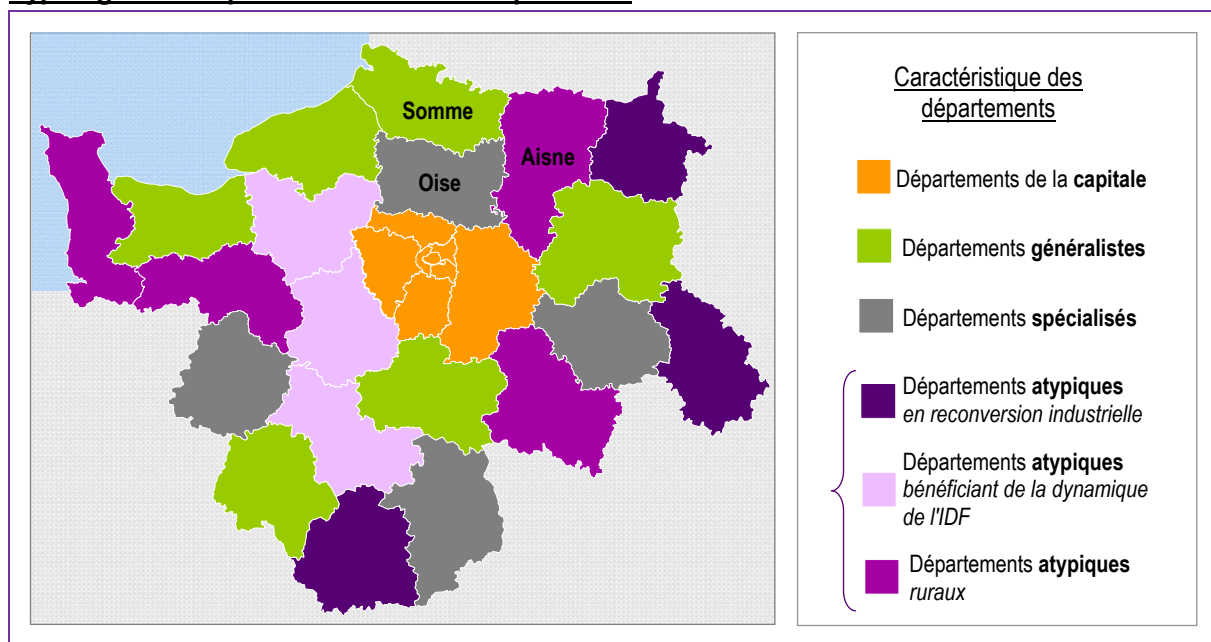 Somme
Aisne
Oise
Caractéristique des
départements
Départements de la capitale
Départements généralistes
Départements spécialisés
Départements atypiques
en reconversion industrielle
Départements atypiques
bénéficiant de la dynamique
de l'IDF
Départements atypiques
ruraux